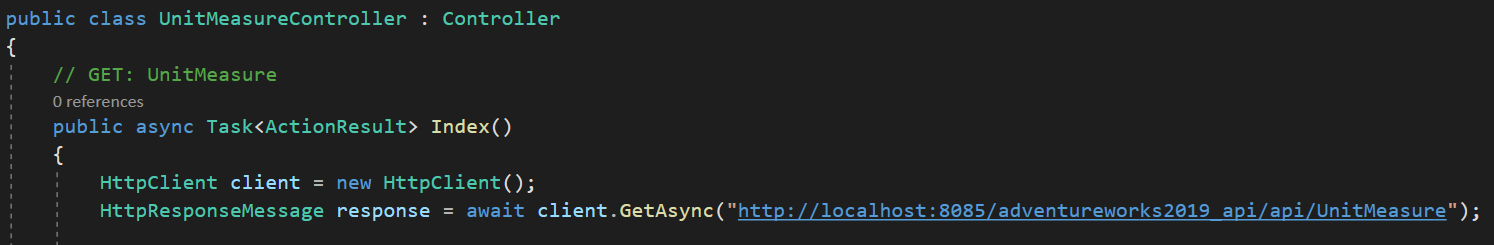 public class UnitMeasureController : Controller
{
// GET: UnitMeasure
0 references
public async Task<ActionResult> Index()
{
HttpClient client = new HttpClient();
HttpResponseMessage response = await client.GetAsync("http://localhost:8085/adventureworks2019_api/api/UnitMeasure");